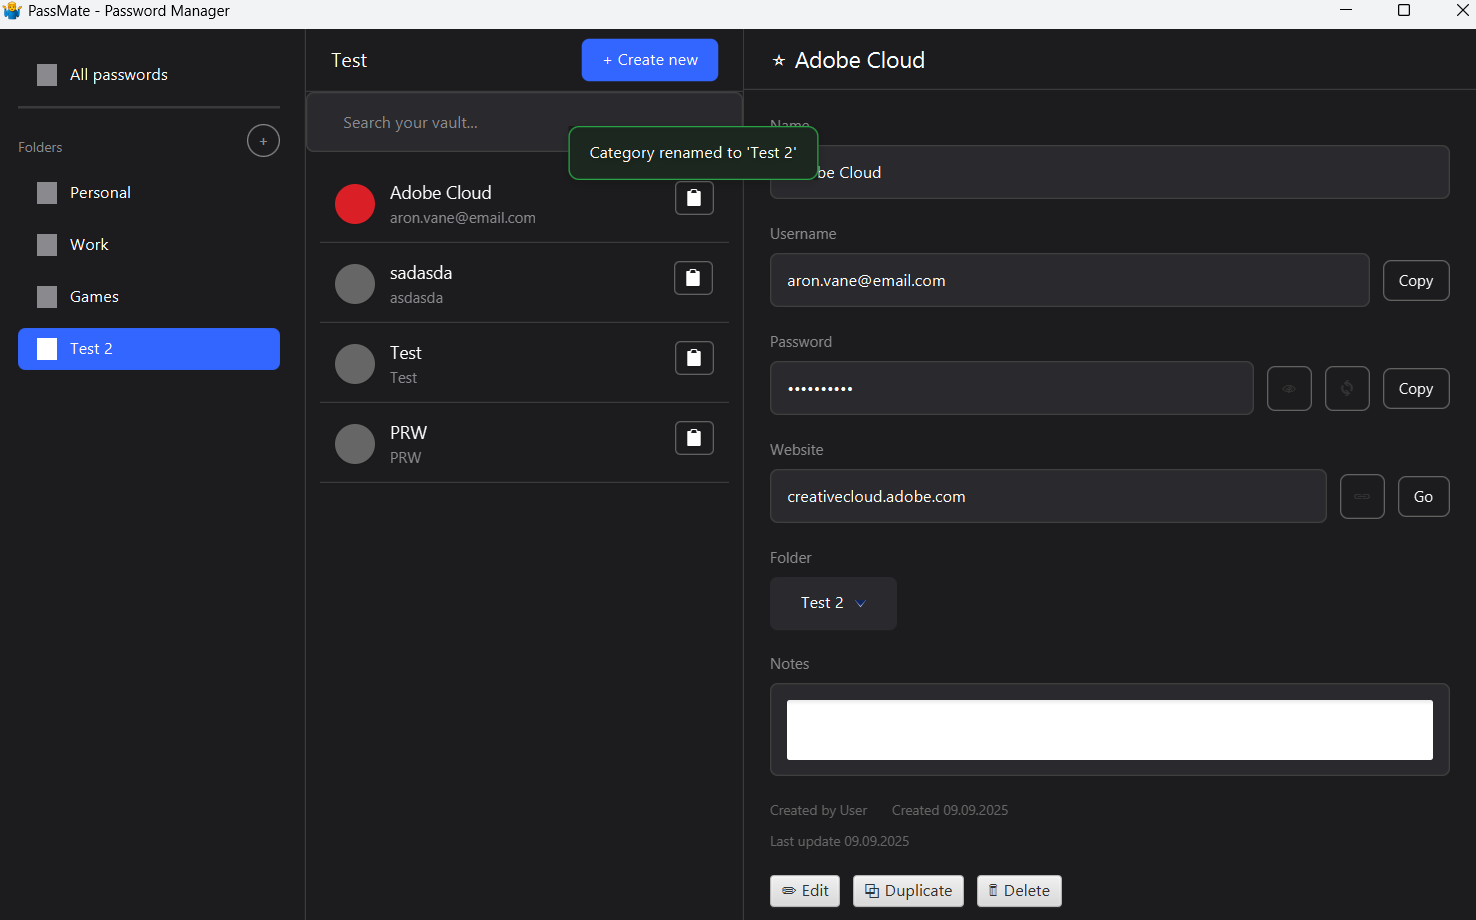 PassMate - Password Manager
All passwords
Folders
+
Personal
Work
Games
Test 2
Test
+ Create new
Search your vault...
Category renamed to 'Test 2'
Adobe Cloud
aron.vane@email.com
sadasda
asdasda
Test
Test
PRW
PRW
Adobe Cloud
Name
be Cloud
Username
aron.vane@email.com
Copy
Password
••••••••••
Copy
Website
creativecloud.adobe.com
Go
Folder
Test 2
Notes
Created by User Created 09.09.2025
Last update 09.09.2025
Edit Duplicate Delete